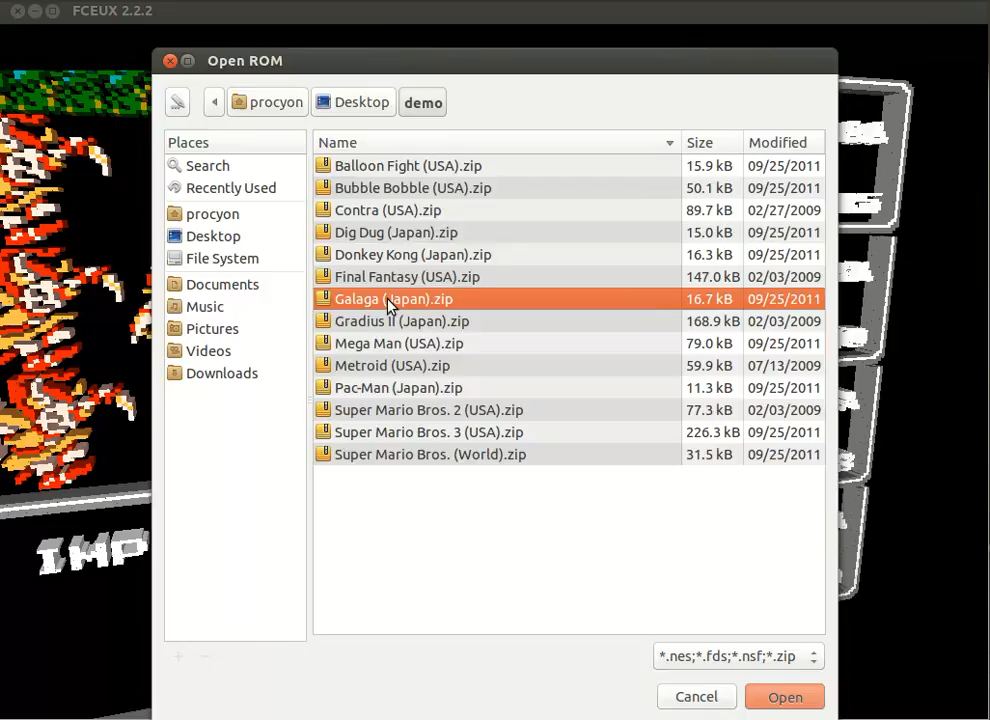 FCEUX 2.2.2
Open ROM
procyon Desktop demo
Places
Search
Recently Used
procyon
Desktop
File System
Documents
Music
Pictures
Videos
Downloads
Name Size Modified
Balloon Fight (USA).zip 15.9 kB 09/25/2011
Bubble Bobble (USA).zip 50.1 kB 09/25/2011
Contra (USA).zip 89.7 kB 02/27/2009
Dig Dug (Japan).zip 15.0 kB 09/25/2011
Donkey Kong (Japan).zip 16.3 kB 09/25/2011
Final Fantasy (USA).zip 147.0 kB 02/03/2009
Galaga (Japan).zip 16.7 kB 09/25/2011
Gradius II (Japan).zip 168.9 kB 02/03/2009
Mega Man (USA).zip 79.0 kB 09/25/2011
Metroid (USA).zip 59.9 kB 07/13/2009
Pac-Man (Japan).zip 11.3 kB 09/25/2011
Super Mario Bros. 2 (USA).zip 77.3 kB 02/03/2009
Super Mario Bros. 3 (USA).zip 226.3 kB 09/25/2011
Super Mario Bros. (World).zip 31.5 kB 09/25/2011
IMP
*.nes;*.fds;*.nsf;*.zip
Cancel Open